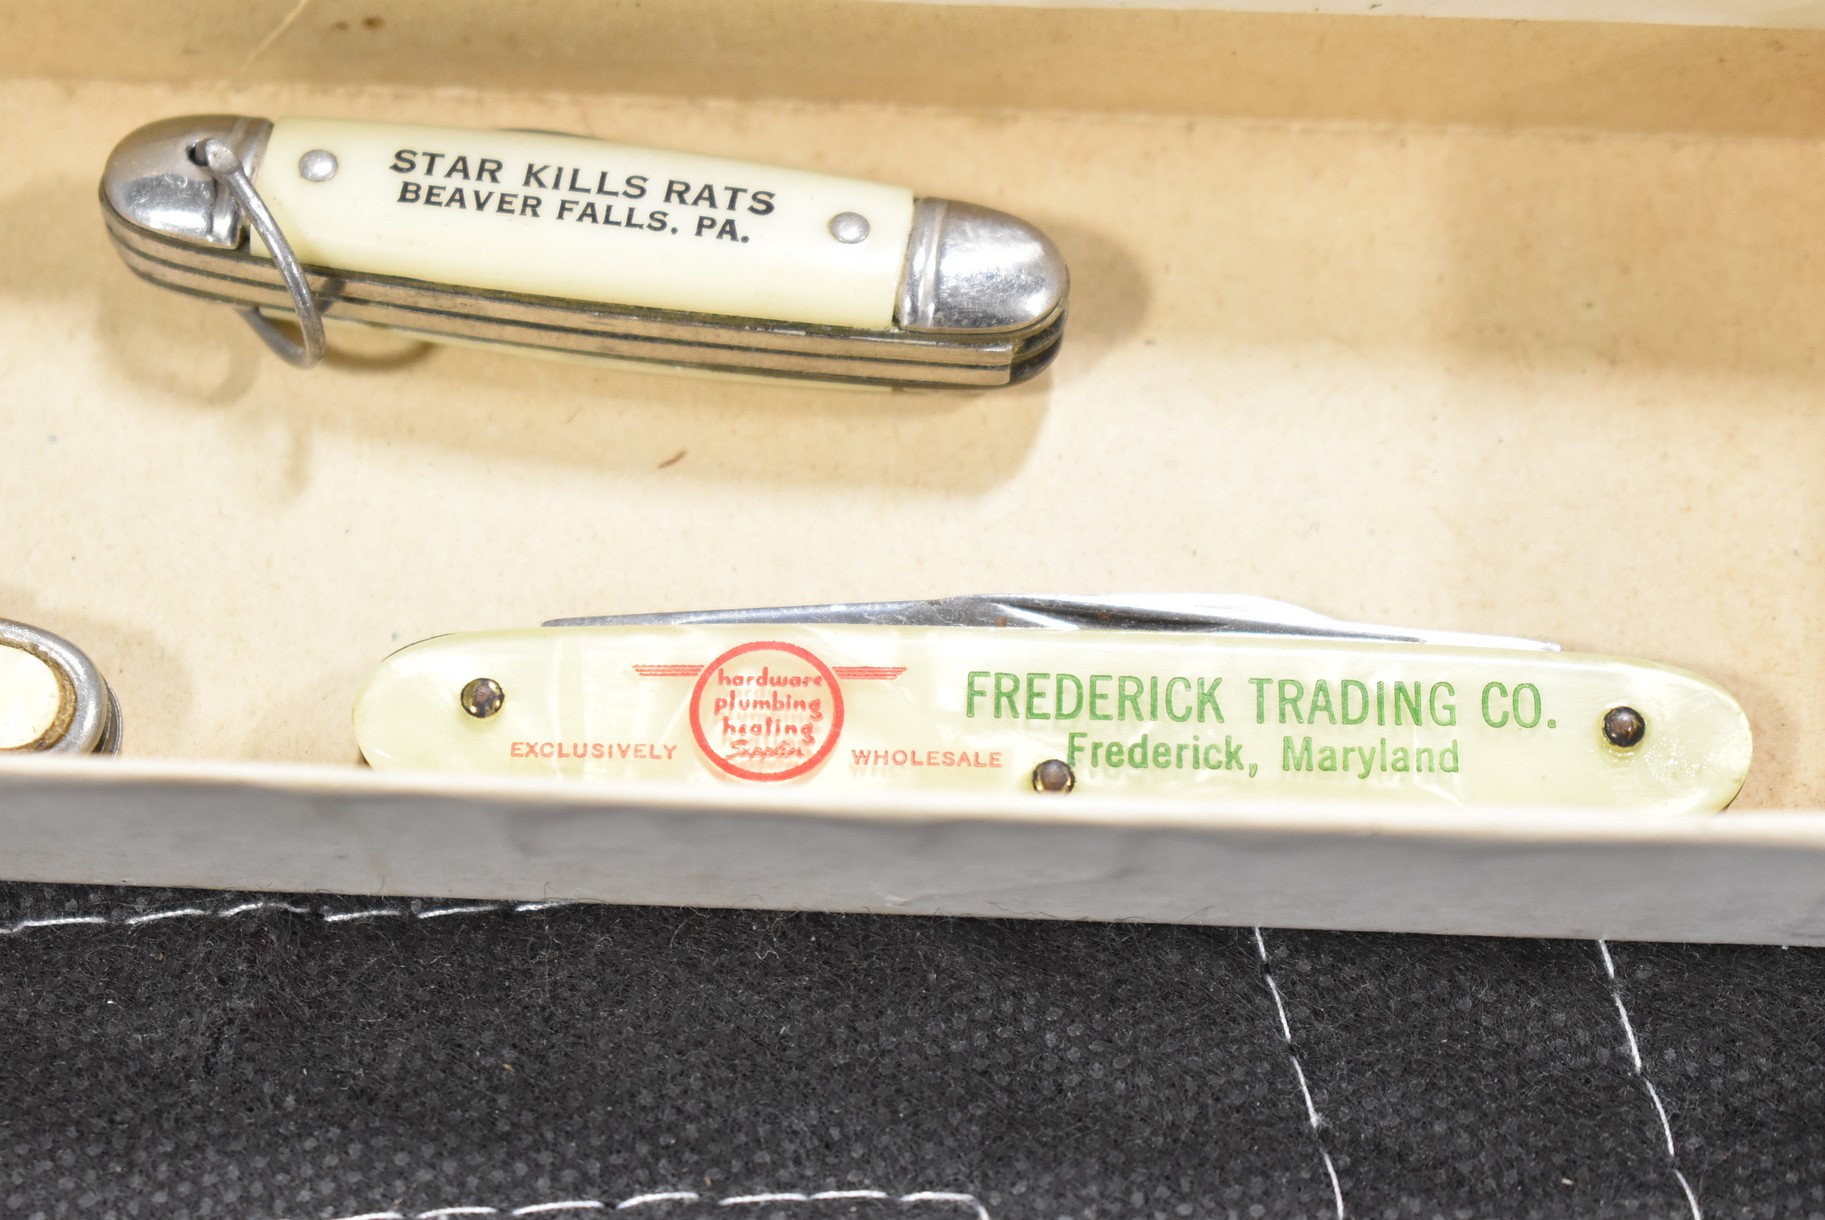 STAR KILLS RATS
BEAVER FALLS, PA.
hardware
plumbing
heating
EXCLUSIVELY
WHOLESALE
FREDERICK TRADING CO.
Frederick, Maryland